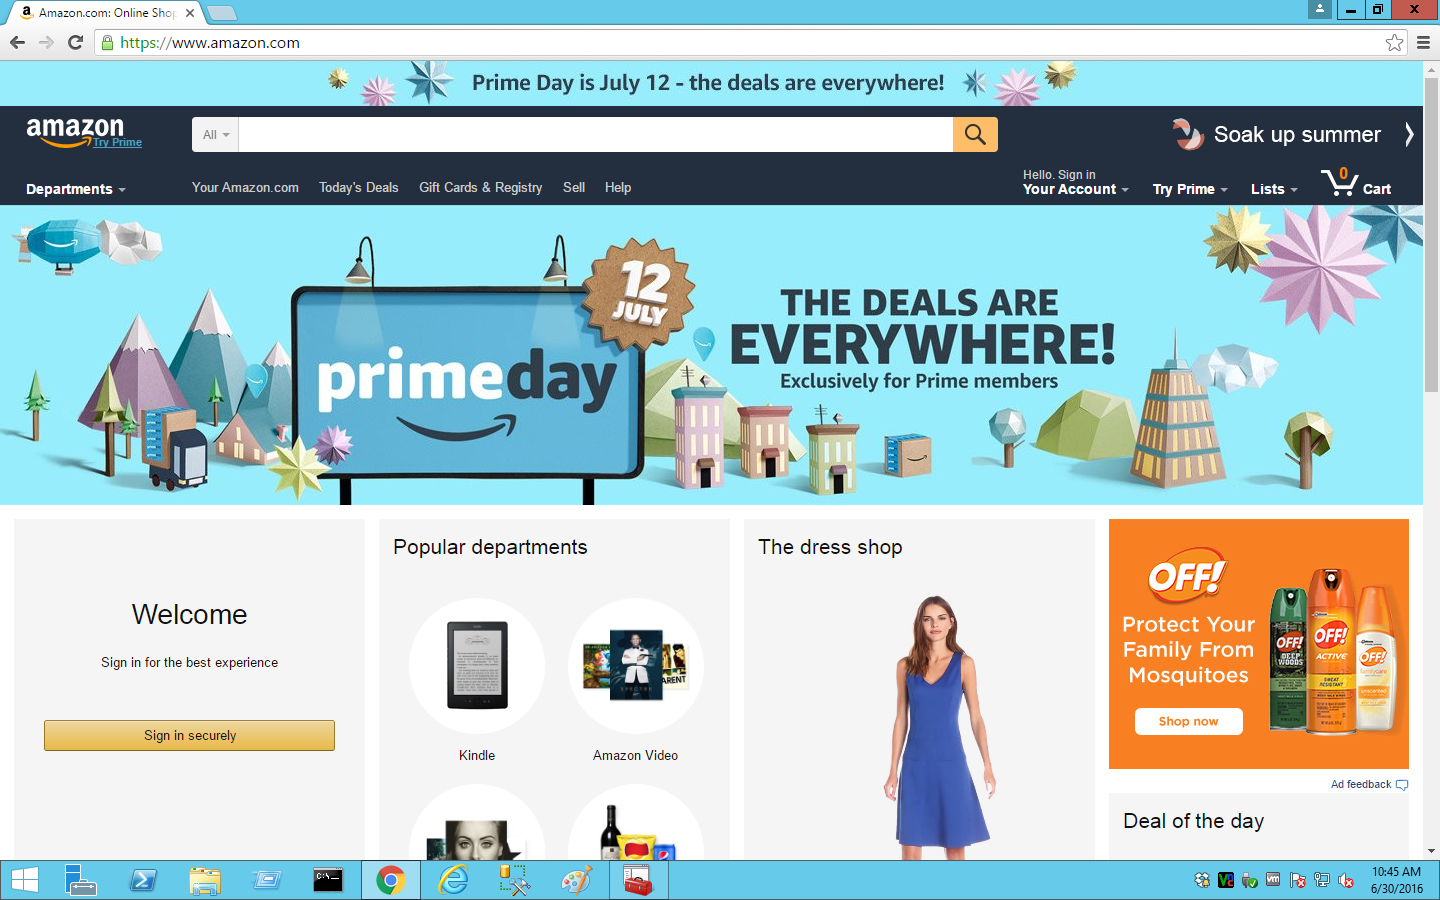 Amazon.com: Online Shop
https://www.amazon.com
Prime Day is July 12 - the deals are everywhere!
amazon
Try Prime
All
Soak up summer
Departments
Your Amazon.com
Today's Deals
Gift Cards & Registry
Sell
Help
Hello. Sign in
Your Account
Try Prime
Lists
0
Cart
12
JULY
primeday
THE DEALS ARE
EVERYWHERE!
Exclusively for Prime members
Welcome
Sign in for the best experience
Sign in securely
Popular departments
Kindle
SPECTRE
Amazon Video
The dress shop
OFF!
Protect Your
Family From
Mosquitoes
Shop now
OFF!
DEEP
WOODS
OFF!
ACTIVE
SWEAT
RESISTANT
OFF!
Ad feedback
Deal of the day
C:\
vm
10:45 AM
6/30/2016